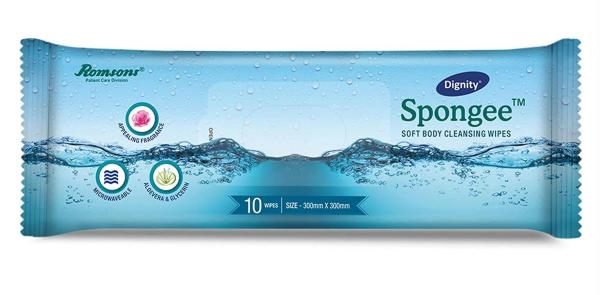 Romsons®
Patient Care Division
Dignity®
Spongee™
SOFT BODY CLEANSING WIPES
APPEALING FRAGRANCE
OPEN
MICROWAVEABLE
ALOEVERA & GLYCERIN
10 WIPES | SIZE - 300mm X 300mm